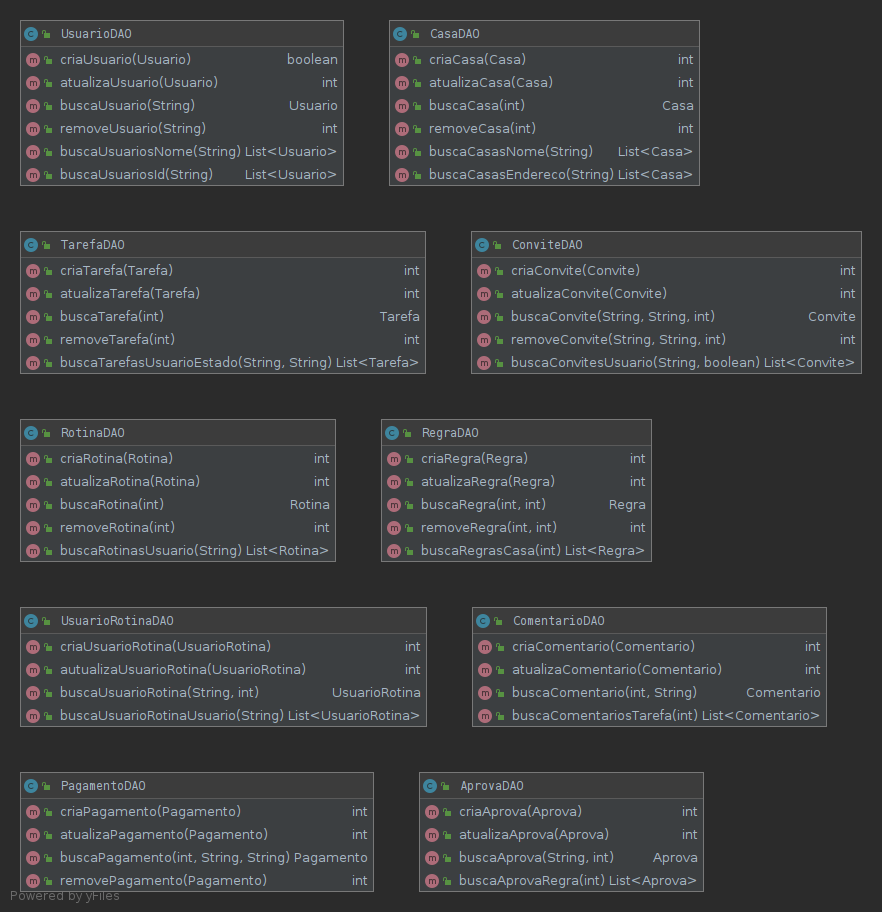 UsuarioDAO
criaUsuario(Usuario) boolean
atualizaUsuario(Usuario) int
buscaUsuario(String) Usuario
removeUsuario(String) int
buscaUsuariosNome(String) List<Usuario>
buscaUsuariosId(String) List<Usuario>
CasaDAO
criaCasa(Casa) int
atualizaCasa(Casa) int
buscaCasa(int) Casa
removeCasa(int) int
buscaCasasNome(String) List<Casa>
buscaCasasEndereco(String) List<Casa>
TarefaDAO
criaTarefa(Tarefa) int
atualizaTarefa(Tarefa) int
buscaTarefa(int) Tarefa
removeTarefa(int) int
buscaTarefasUsuarioEstado(String, String) List<Tarefa>
ConviteDAO
criaConvite(Convite) int
atualizaConvite(Convite) int
buscaConvite(String, String, int) Convite
removeConvite(String, String, int) int
buscaConvitesUsuario(String, boolean) List<Convite>
RotinaDAO
criaRotina(Rotina) int
atualizaRotina(Rotina) int
buscaRotina(int) Rotina
removeRotina(int) int
buscaRotinasUsuario(String) List<Rotina>
RegraDAO
criaRegra(Regra) int
atualizaRegra(Regra) int
buscaRegra(int, int) Regra
removeRegra(int, int) int
buscaRegrasCasa(int) List<Regra>
UsuarioRotinaDAO
criaUsuarioRotina(UsuarioRotina) int
autualizaUsuarioRotina(UsuarioRotina) int
buscaUsuarioRotina(String, int) UsuarioRotina
buscaUsuarioRotinaUsuario(String) List<UsuarioRotina>
ComentarioDAO
criaComentario(Comentario) int
atualizaComentario(Comentario) int
buscaComentario(int, String) Comentario
buscaComentariosTarefa(int) List<Comentario>
PagamentoDAO
criaPagamento(Pagamento) int
atualizaPagamento(Pagamento) int
buscaPagamento(int, String, String) Pagamento
removePagamento(Pagamento) int
AprovaDAO
criaAprova(Aprova) int
atualizaAprova(Aprova) int
buscaAprova(String, int) Aprova
buscaAprovaRegra(int) List<Aprova>
Powered by yFiles